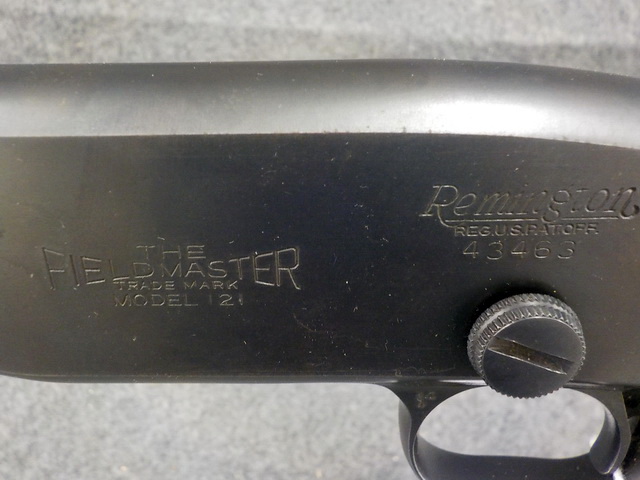 THE
FIELDMASTER
TRADE MARK
MODEL 121
Remington
REG.U.S.PAT.OFF.
43463